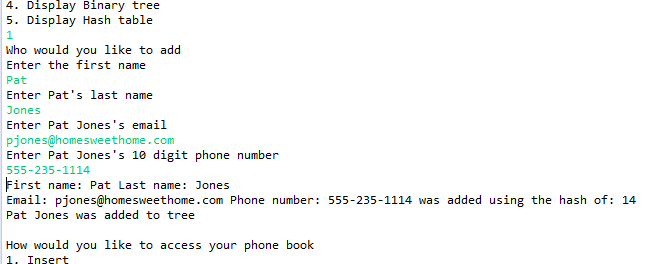 4. Display Binary tree
5. Display Hash table
1
Who would you like to add
Enter the first name
Pat
Enter Pat's last name
Jones
Enter Pat Jones's email
pjones@homesweethome.com
Enter Pat Jones's 10 digit phone number
555-235-1114
First name: Pat Last name: Jones
Email: pjones@homesweethome.com Phone number: 555-235-1114 was added using the hash of: 14
Pat Jones was added to tree
How would you like to access your phone book
1. Insert